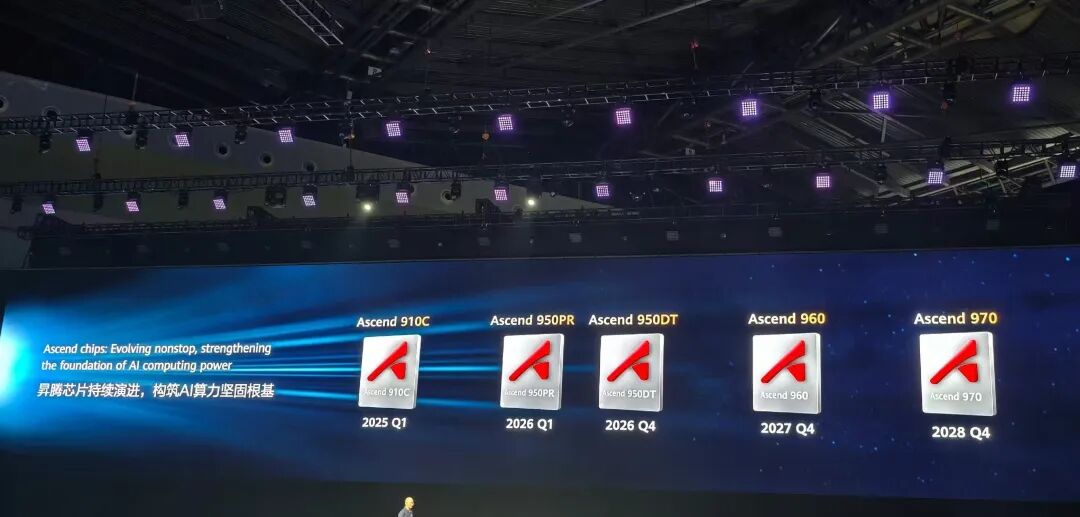 Ascend chips: Evolving nonstop, strengthening
the foundation of AI computing power
昇腾芯片持续演进，构筑AI算力坚固根基
Ascend 910C
Ascend 910C
2025 Q1
Ascend 950PR
Ascend 950PR
2026 Q1
Ascend 950DT
Ascend 950DT
2026 Q4
Ascend 960
Ascend 960
2027 Q4
Ascend 970
Ascend 970
2028 Q4